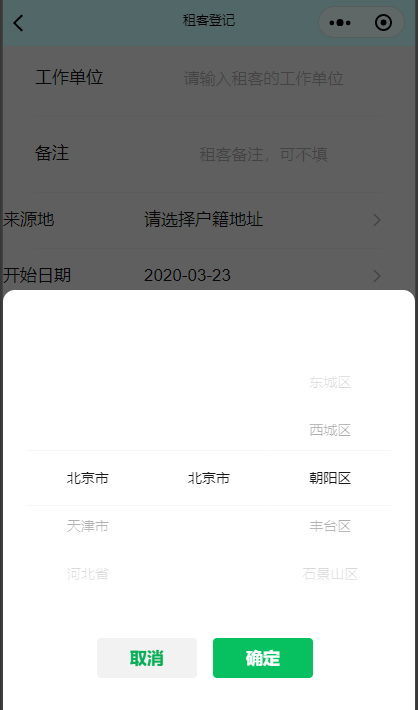 租客登记
工作单位 请输入租客的工作单位
备注 租客备注，可不填
来源地 请选择户籍地址
开始日期 2020-03-23
东城区
西城区
北京市 北京市 朝阳区
天津市 丰台区
河北省 石景山区
取消 确定